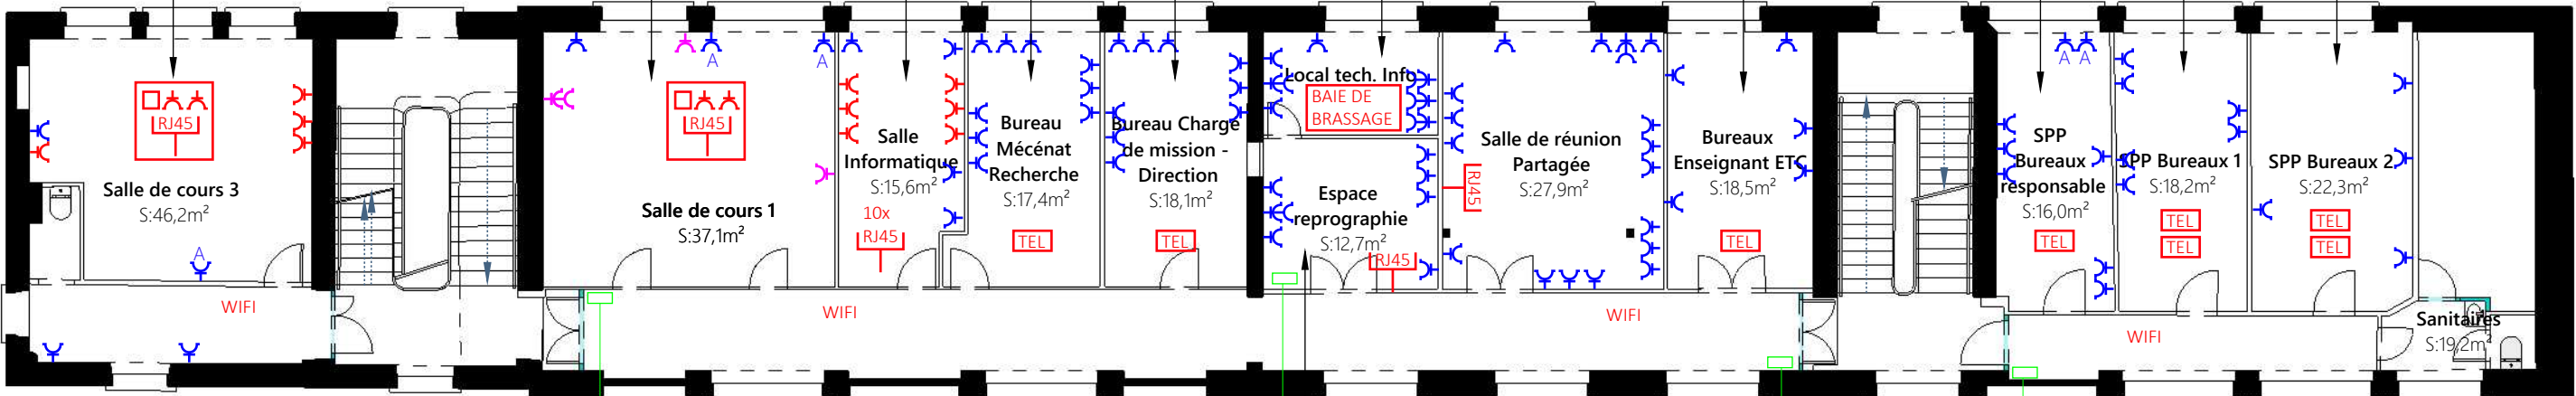 RJ45
Salle de cours 3
S:46,2m²
A
WIFI
RJ45
A
A
Salle de cours 1
S:37,1m²
Salle
Informatique
S:15,6m²
10x
RJ45
Bureau
Mécénat
Recherche
S:17,4m²
TEL
Bureau Charge
de mission -
Direction
S:18,1m²
TEL
WIFI
Local tech. Info
BAIE DE
BRASSAGE
Espace
reprographie
S:12,7m²
RJ45
RJ45
Salle de réunion
Partagée
S:27,9m²
Bureaux
Enseignant ETC
S:18,5m²
TEL
WIFI
A A
SPP
Bureaux
responsable
S:16,0m²
TEL
SPP Bureaux 1
S:18,2m²
TEL
TEL
SPP Bureaux 2
S:22,3m²
TEL
TEL
WIFI
Sanitaires
S:19,2m²